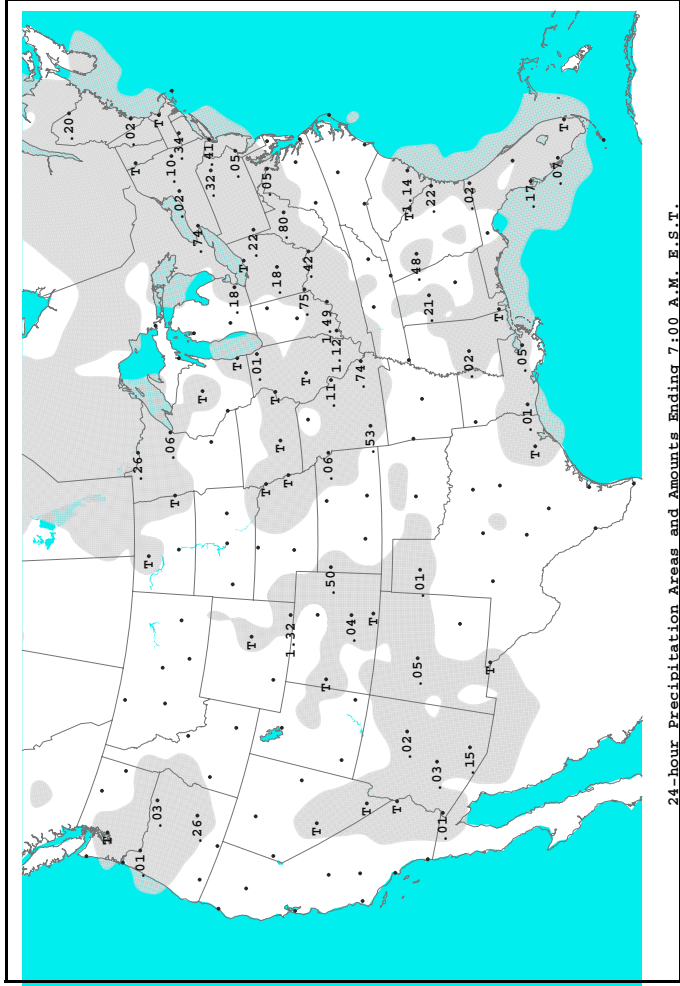 .20
T
.02
T
.26
.01
T
.03
T
.06
.10
T
.34
.02
.26
.74
T
.41
.32
.18
.05
T
T
T
.22
.01
T
.05
T
.18
T
.80
T
1.32
.75
T
.42
T
T
1.49
.06
.50
.11
1.12
.04
.74
T
.53
T
T
.02
T1.14
.48
.05
.01
.21
.22
.03
.01
.15
.02
.02
T
T
.05
.01
.17
T
.07
T
24-hour Precipitation Areas and Amounts Ending 7:00 A.M. E.S.T.